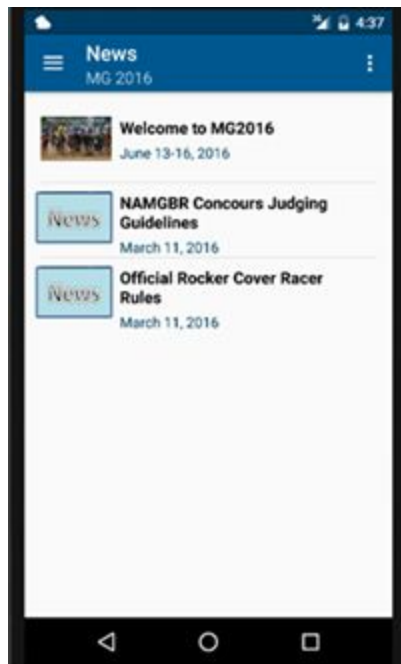 4:37
News
MG 2016
Welcome to MG2016
June 13-16, 2016
News
NAMGBR Concours Judging
Guidelines
March 11, 2016
News
Official Rocker Cover Racer
Rules
March 11, 2016